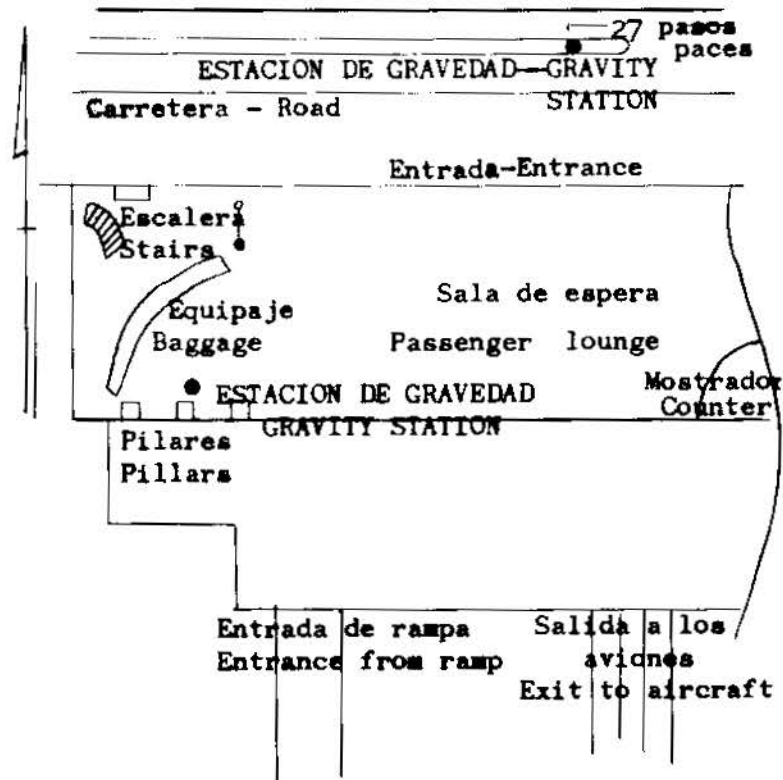 27 pasos
paces
ESTACION DE GRAVEDAD—GRAVITY
STATION
Carretera - Road
Entrada-Entrance
Escalera
Stairs
Equipaje
Baggage
Sala de espera
Passenger lounge
Mostrador
Counter
ESTACION DE GRAVEDAD
GRAVITY STATION
Pilares
Pillars
Entrada de rampa
Entrance from ramp
Salida a los
aviones
Exit to aircraft